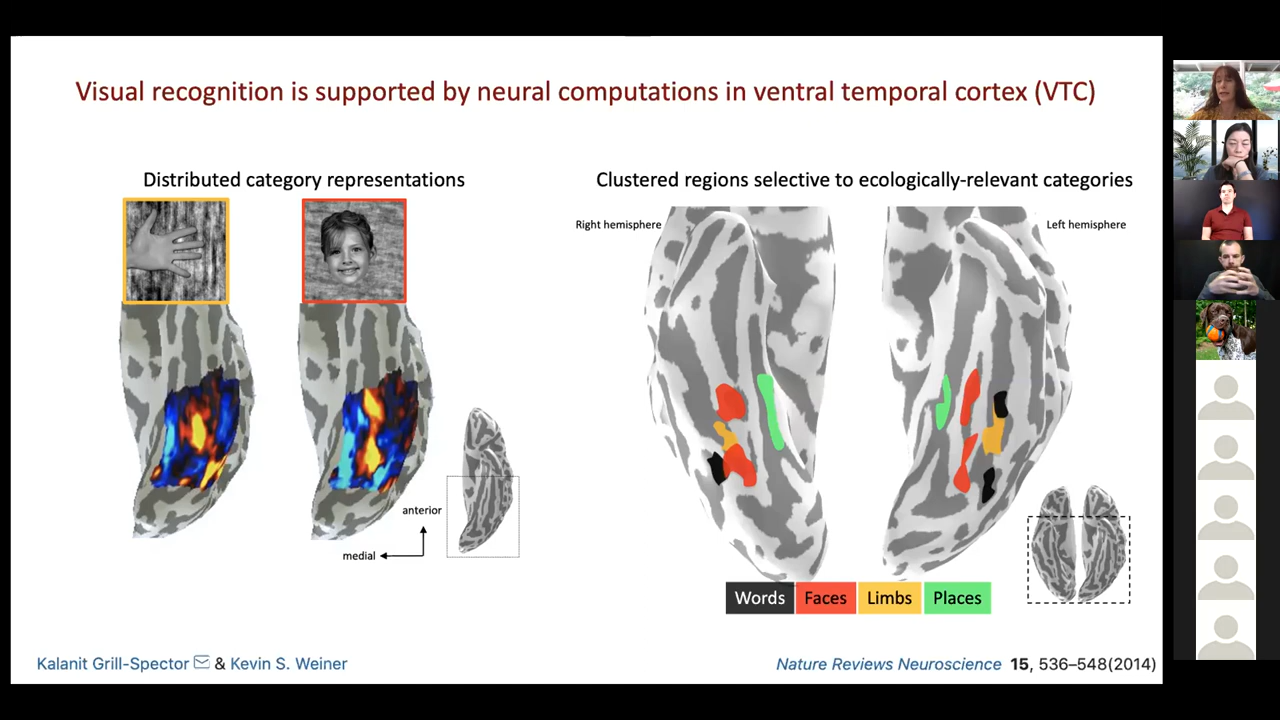 Visual recognition is supported by neural computations in ventral temporal cortex (VTC)
Distributed category representations
Clustered regions selective to ecologically-relevant categories
Right hemisphere
Left hemisphere
anterior
medial
Words Faces Limbs Places
Kalanit Grill-Spector & Kevin S. Weiner
Nature Reviews Neuroscience 15, 536–548(2014)